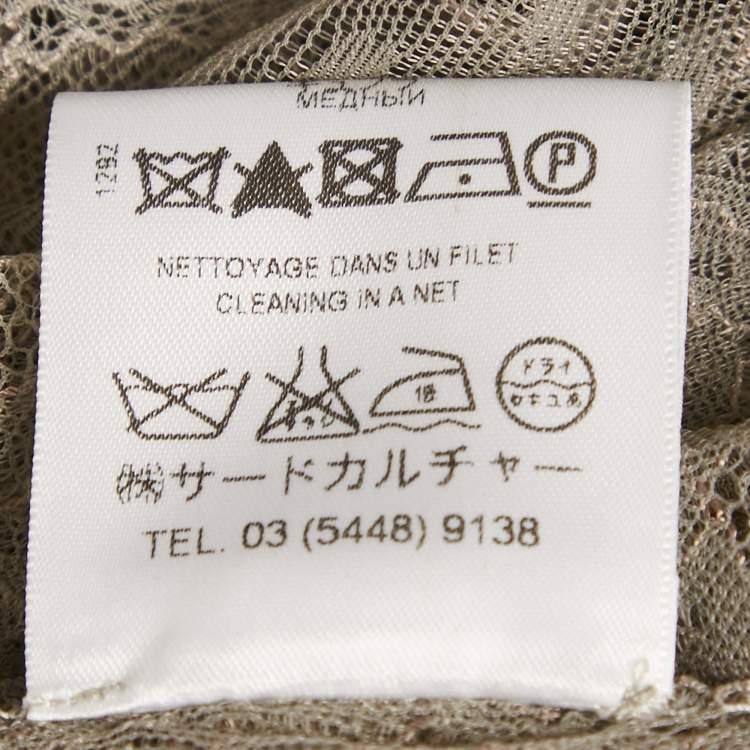 МЕДНЫЙ
1292
P
NETTOYAGE DANS UN FILET
CLEANING IN A NET
ドライ
セキユ系
(株)サードカルチャー
TEL. 03 (5448) 9138